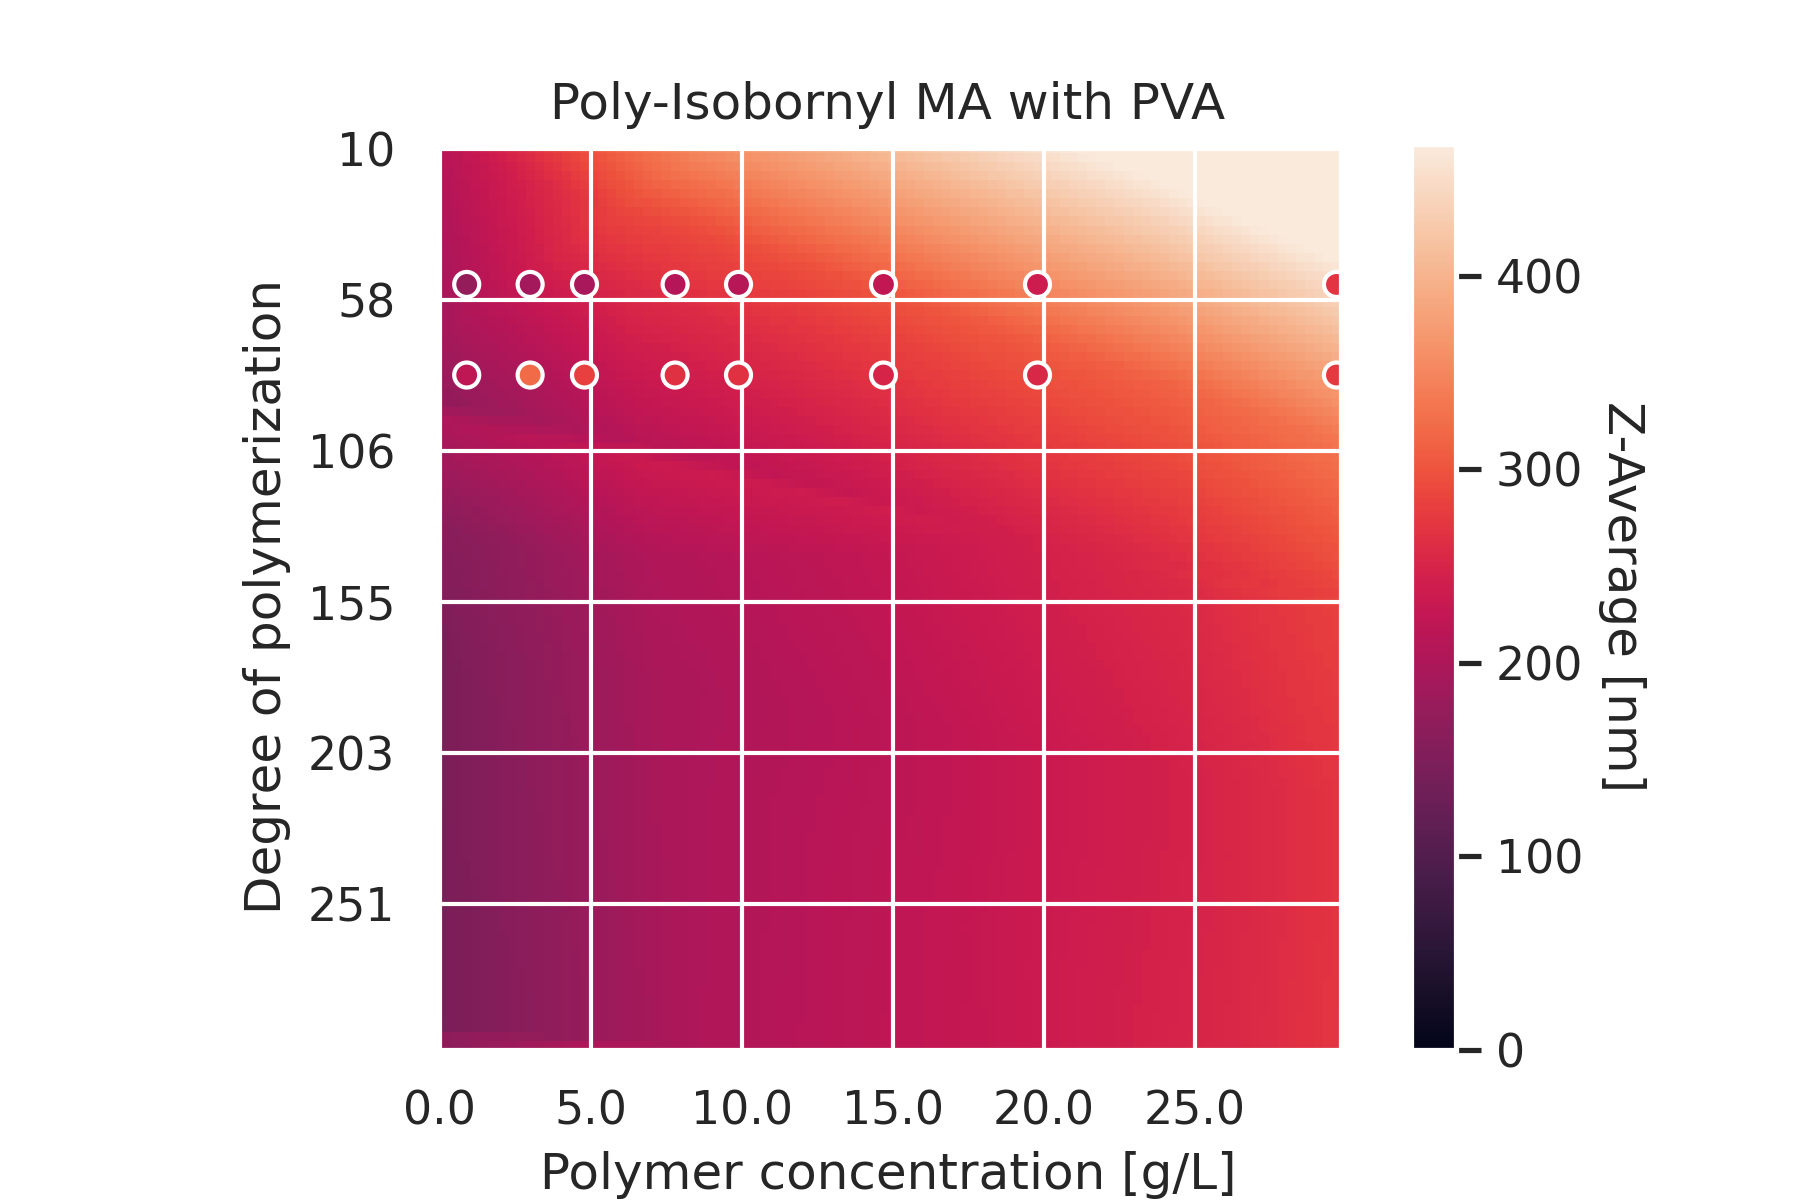 Poly-Isobornyl MA with PVA
10
58
106
155
203
251
Degree of polymerization
0.0 5.0 10.0 15.0 20.0 25.0
Polymer concentration [g/L]
400
300
200
100
0
Z-Average [nm]